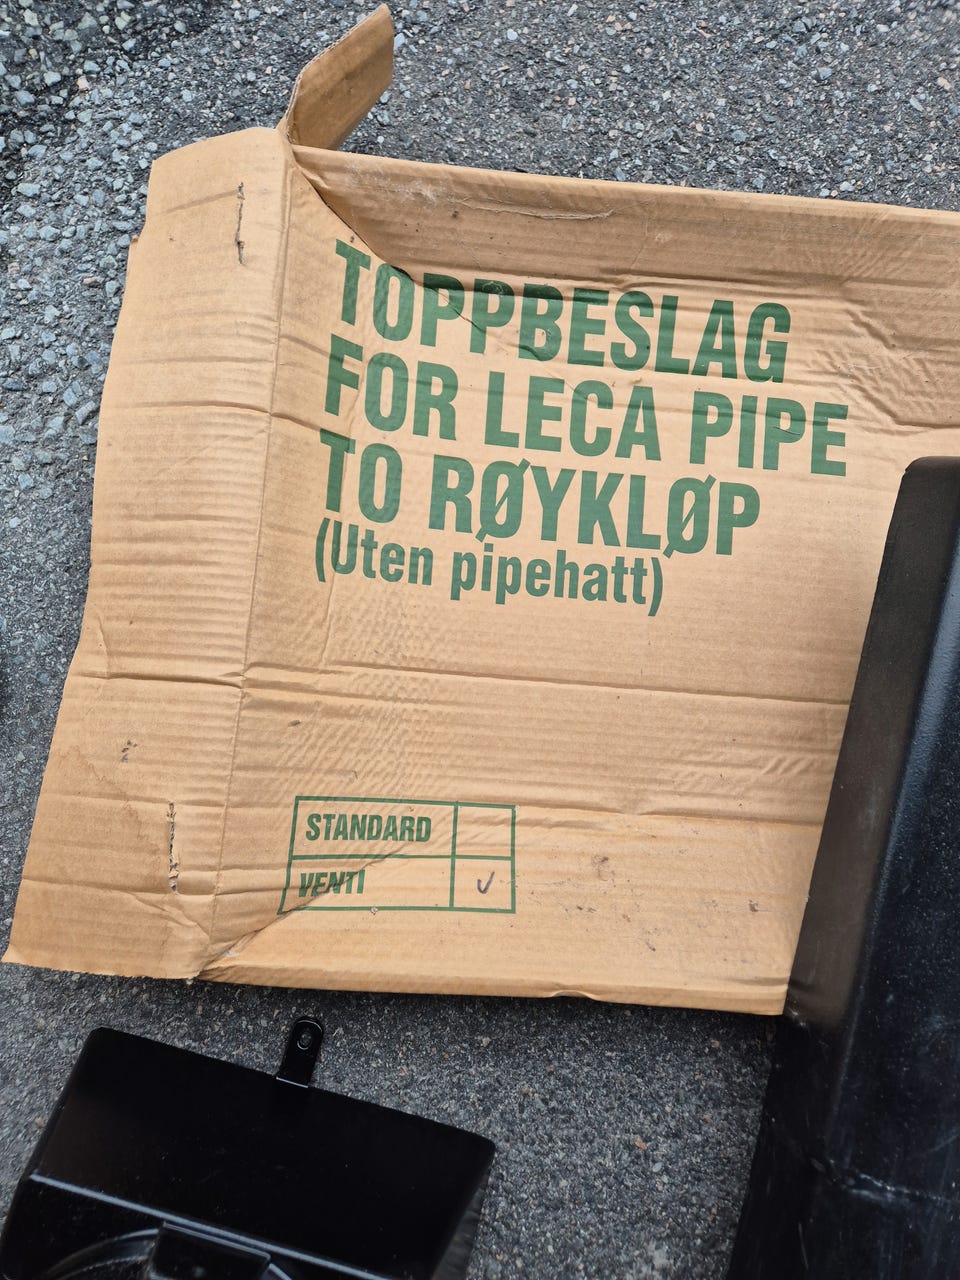 TOPPBESLAG
FOR LECA PIPE
TO RØYKLØP
(Uten pipehatt)
STANDARD
VENTI